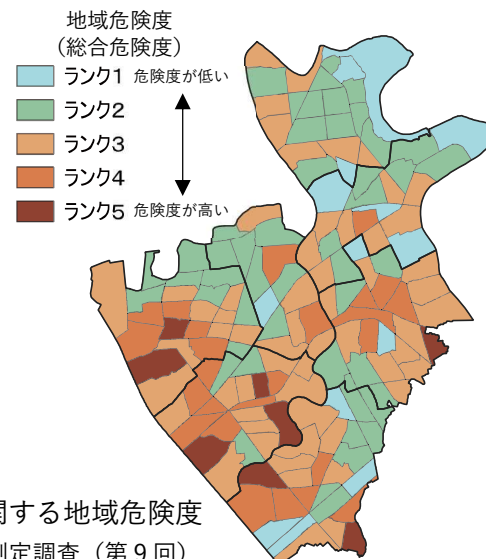 地域危険度
(総合危険度)
ランク1 危険度が低い
ランク2
ランク3
ランク4
ランク5 危険度が高い
関する地域危険度
測定調査（第9回）